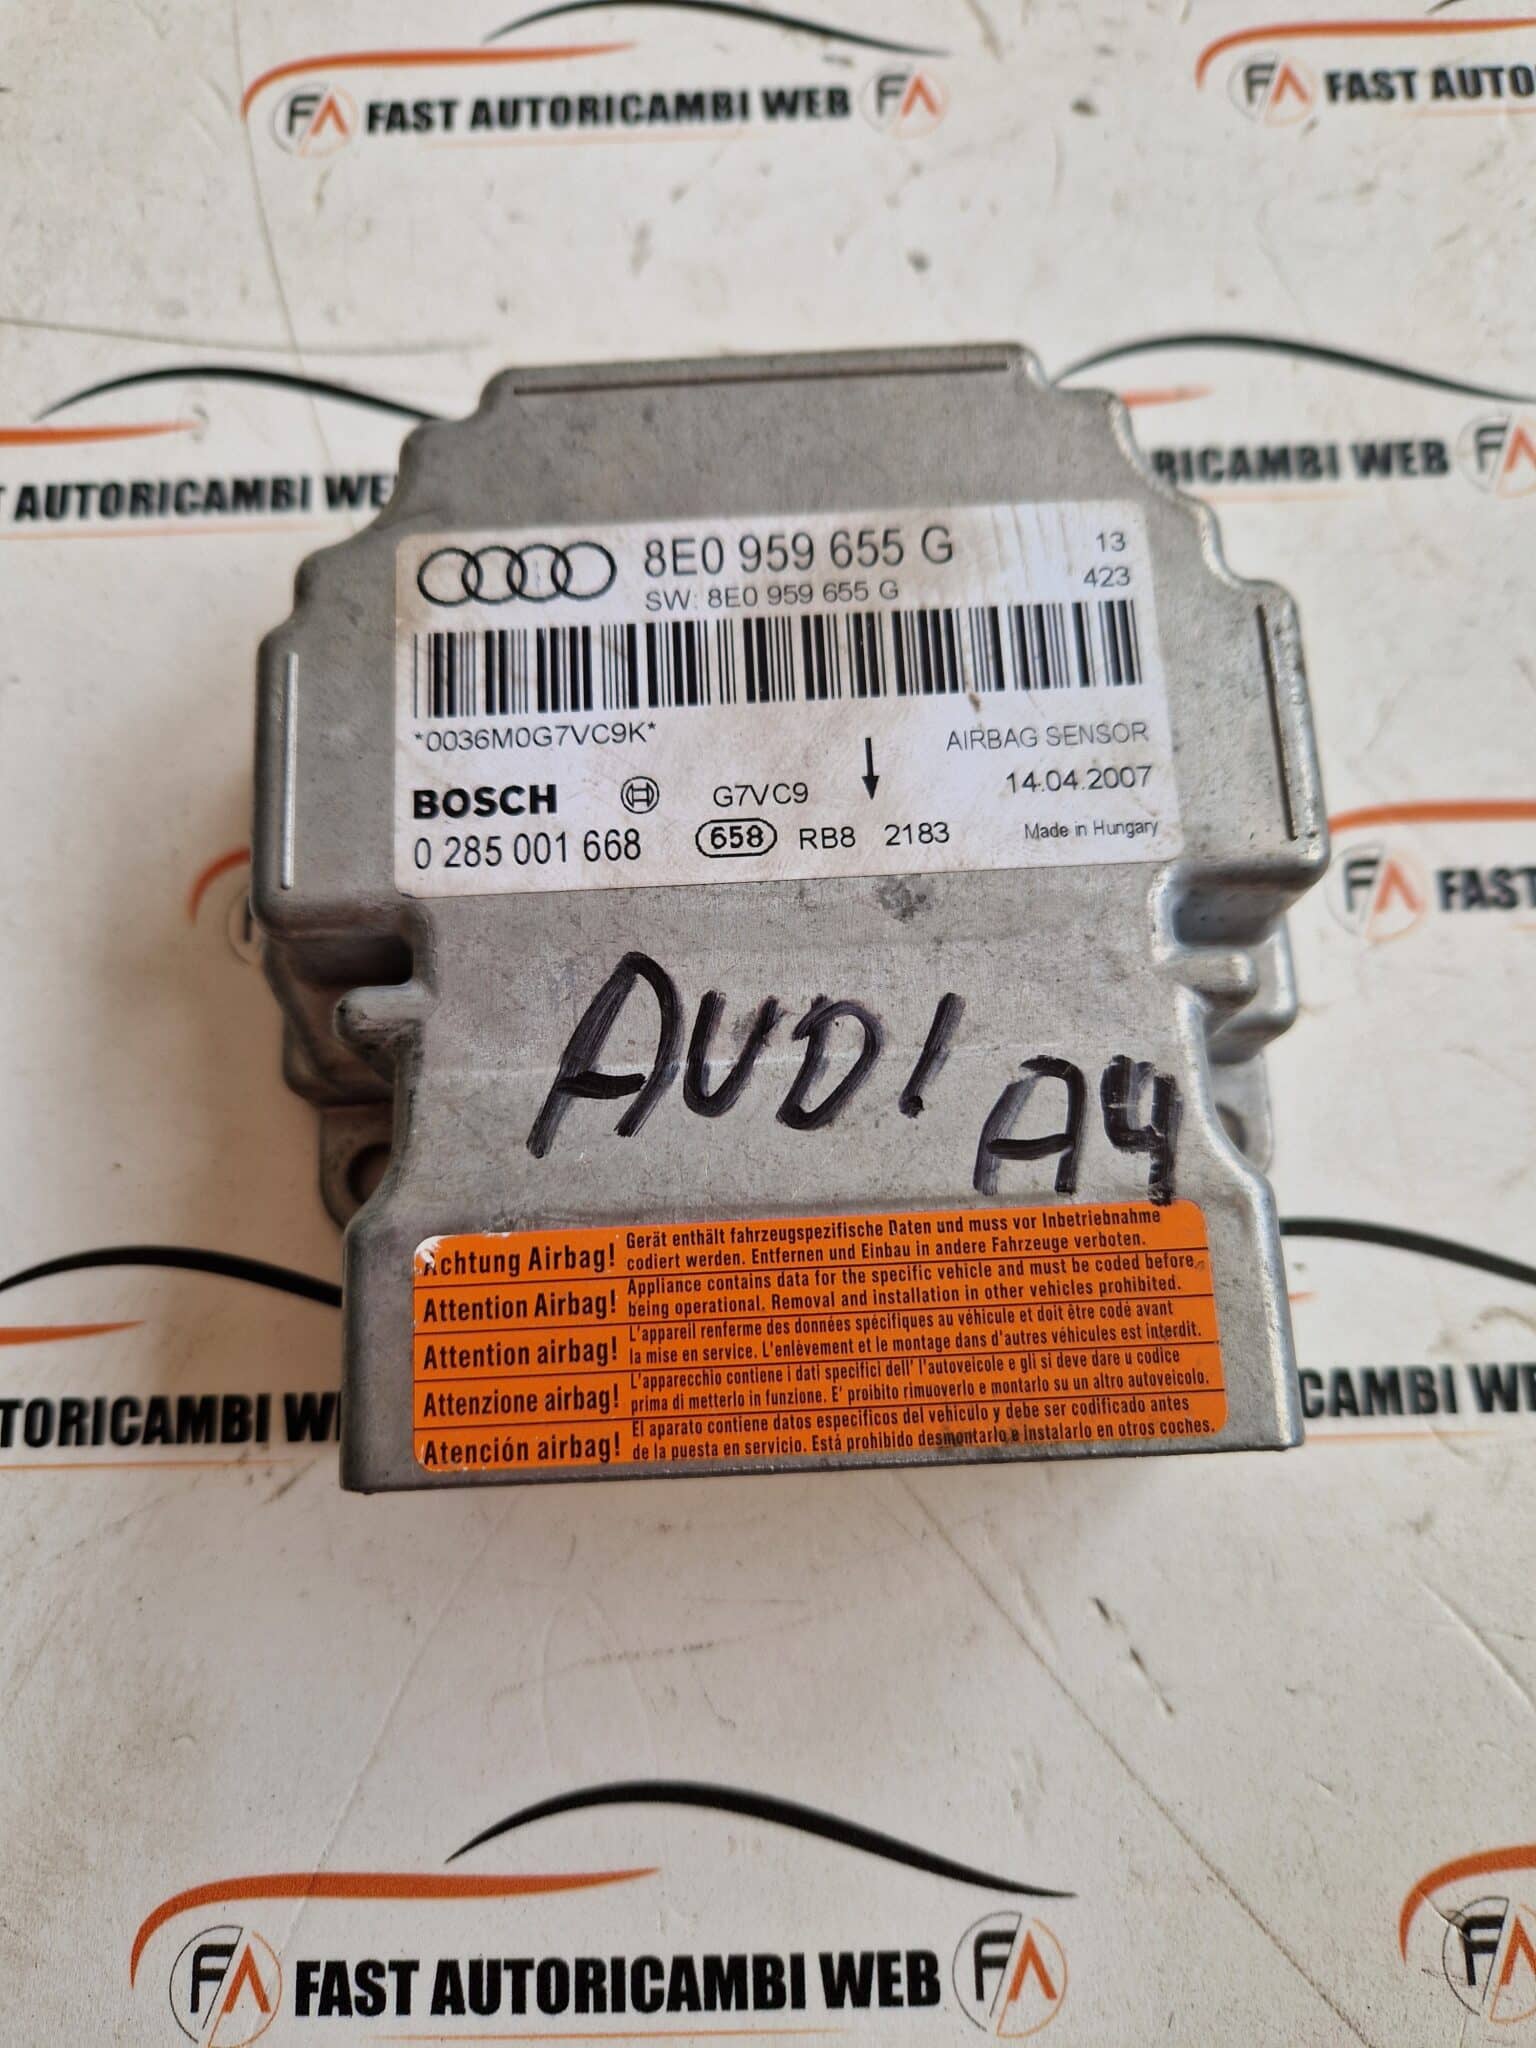 FA FAST AUTORICAMBI WEB FA
FA FAST AUTORI
T AUTORICAMBI WE
RICAMBI WEB FA
8E0 959 655 G 13
SW: 8E0 959 655 G 423
*0036M0G7VC9K* AIRBAG SENSOR
14.04.2007
BOSCH G7VC9
0 285 001 668 658 RB8 2183 Made in Hungary
FA FAST
AUDI A4
Achtung Airbag! Gerät enthält fahrzeugspezifische Daten und muss vor Inbetriebnahme
codiert werden. Entfernen und Einbau in andere Fahrzeuge verboten.
Attention Airbag! Appliance contains data for the specific vehicle and must be coded before
being operational. Removal and installation in other vehicles prohibited.
Attention airbag! L'appareil renferme des données spécifiques au véhicule et doit être codé avant
la mise en service. L'enlèvement et le montage dans d'autres véhicules est interdit.
Attenzione airbag! L'apparecchio contiene i dati specifici dell' l'autoveicole e gli si deve dare u codice
prima di metterlo in funzione. E' proibito rimuoverlo e montarlo su un altro autoveicolo.
Atención airbag! El aparato contiene datos especificos del vehiculo y debe ser codificado antes
de la puesta en servicio. Está prohibido desmontarlo e instalarlo en otros coches.
TORICAMBI WE
CAMBI WEB
FA FAST AUTORICAMBI WEB FA
FA